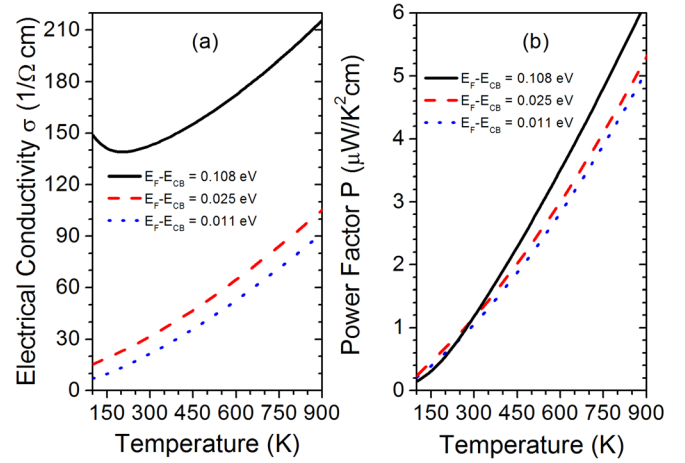 (a)
Electrical Conductivity σ (1/Ω cm)
210
180
150
120
90
60
30
0
E_F-E_CB = 0.108 eV
E_F-E_CB = 0.025 eV
E_F-E_CB = 0.011 eV
150 300 450 600 750 900
Temperature (K)
(b)
Power Factor P (μW/K²cm)
6
5
4
3
2
1
0
E_F-E_CB = 0.108 eV
E_F-E_CB = 0.025 eV
E_F-E_CB = 0.011 eV
150 300 450 600 750 900
Temperature (K)